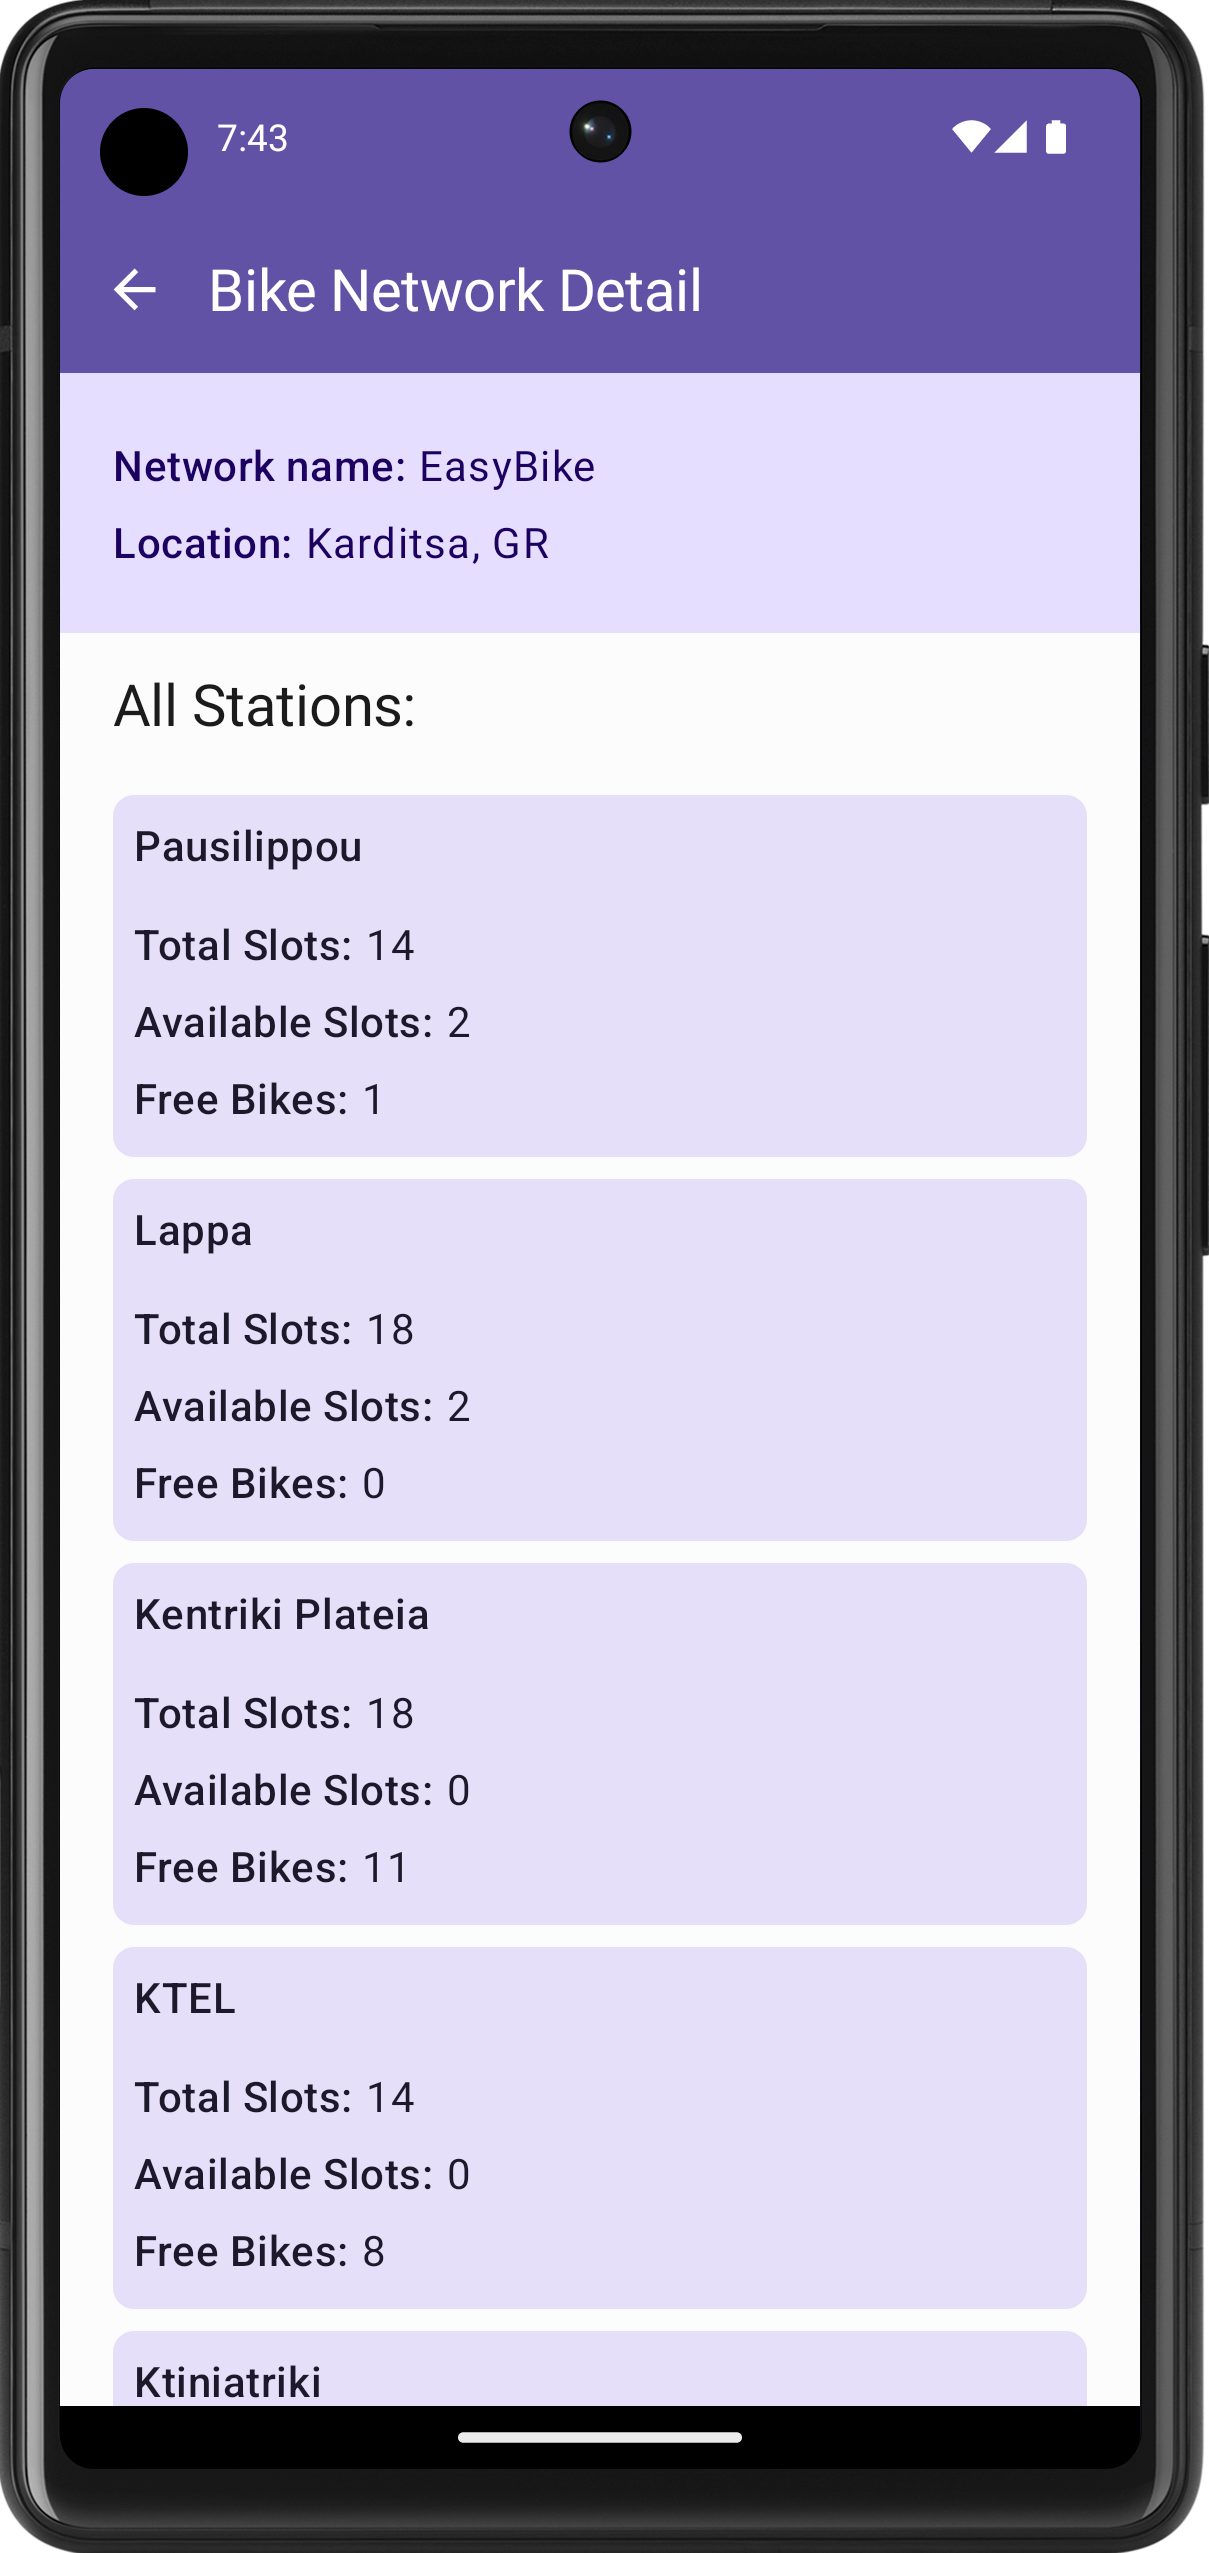 7:43
Bike Network Detail
Network name: EasyBike
Location: Karditsa, GR
All Stations:
Pausilippou
Total Slots: 14
Available Slots: 2
Free Bikes: 1
Lappa
Total Slots: 18
Available Slots: 2
Free Bikes: 0
Kentriki Plateia
Total Slots: 18
Available Slots: 0
Free Bikes: 11
KTEL
Total Slots: 14
Available Slots: 0
Free Bikes: 8
Ktiniatriki